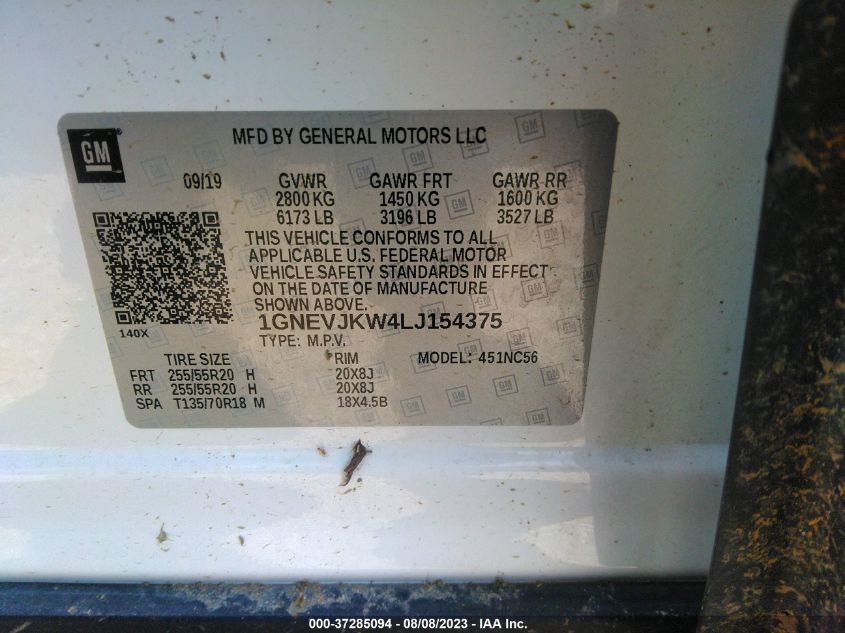 GM
MFD BY GENERAL MOTORS LLC
09/19 GVWR GAWR FRT GAWR RR
2800 KG 1450 KG 1600 KG
6173 LB 3196 LB 3527 LB
THIS VEHICLE CONFORMS TO ALL
APPLICABLE U.S. FEDERAL MOTOR
VEHICLE SAFETY STANDARDS IN EFFECT
ON THE DATE OF MANUFACTURE
SHOWN ABOVE.
140X
1GNEVJKW4LJ154375
TYPE: M.P.V.
TIRE SIZE RIM MODEL: 451NC56
FRT 255/55R20 H 20X8J
RR 255/55R20 H 20X8J
SPA T135/70R18 M 18X4.5B
000-37285094 - 08/08/2023 - IAA Inc.